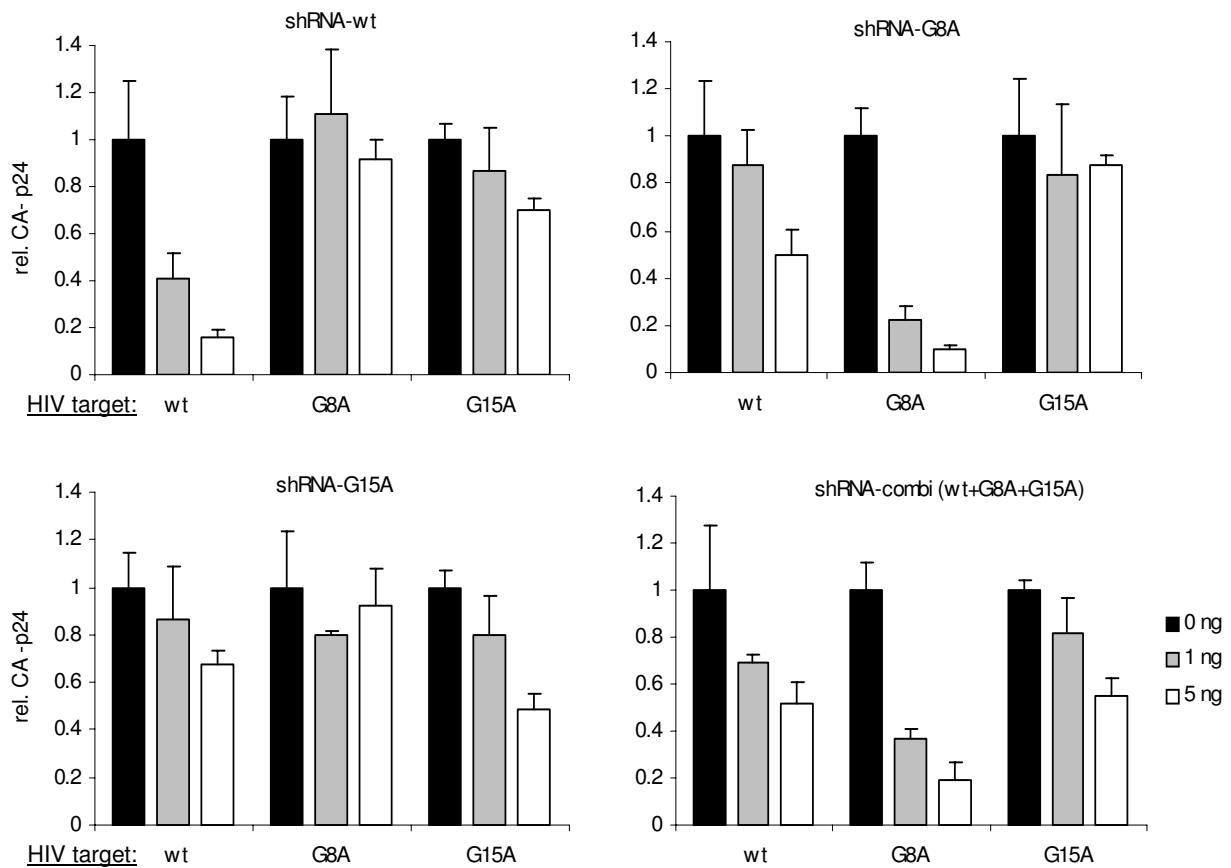 shRNA-wt
1.4
1.2
1
0.8
0.6
0.4
0.2
0
rel. CA- p24
HIV target: wt G8A G15A
shRNA-G8A
1.4
1.2
1
0.8
0.6
0.4
0.2
0
wt G8A G15A
shRNA-G15A
1.4
1.2
1
0.8
0.6
0.4
0.2
0
rel. CA -p24
HIV target: wt G8A G15A
shRNA-combi (wt+G8A+G15A)
1.4
1.2
1
0.8
0.6
0.4
0.2
0
wt G8A G15A
0 ng
1 ng
5 ng